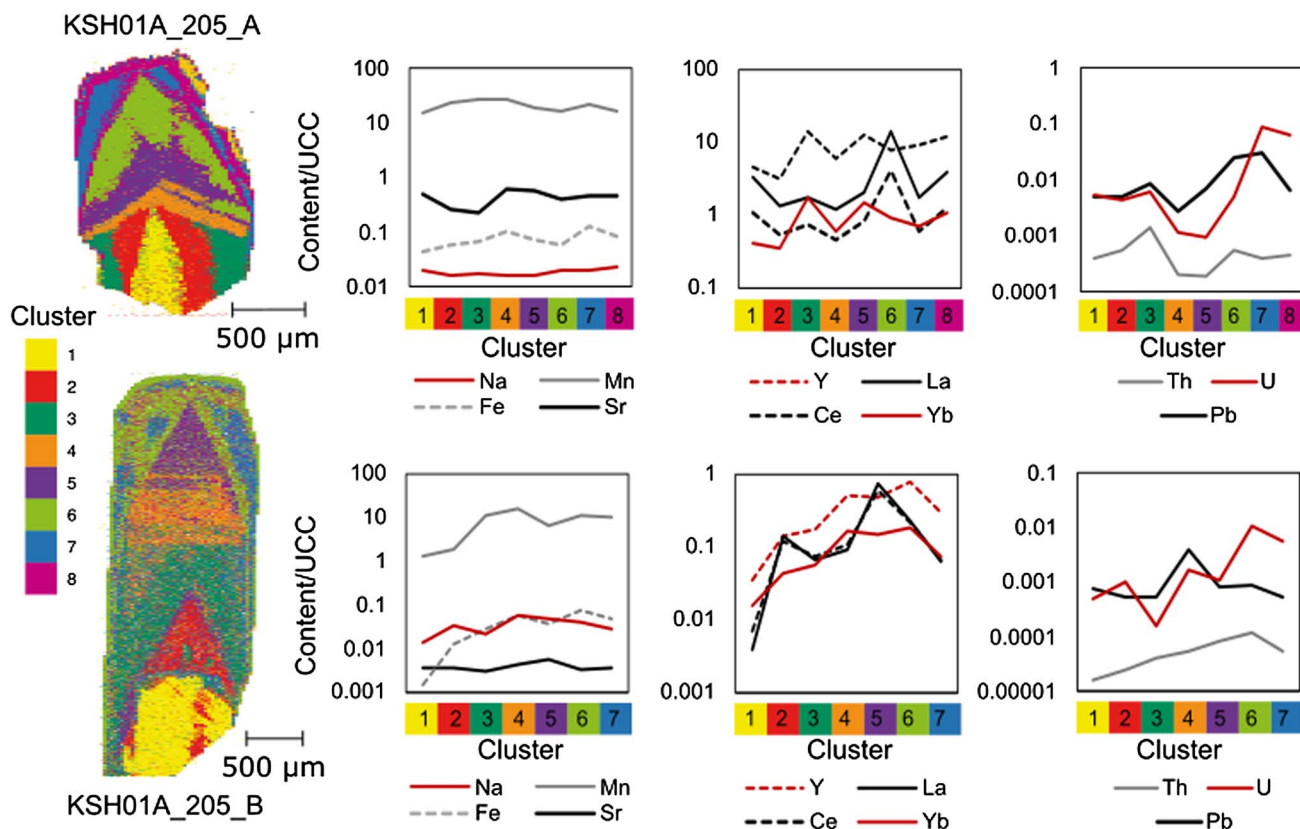 KSH01A_205_A
Content/UCC
100
10
1
0.1
0.01
1 2 3 4 5 6 7 8
Cluster
Na Mn
Fe Sr
100
10
1
0.1
1 2 3 4 5 6 7 8
Cluster
Y La
Ce Yb
1
0.1
0.01
0.001
0.0001
1 2 3 4 5 6 7 8
Cluster
Th U
Pb
500 μm
Cluster
1
2
3
4
5
6
7
8
500 μm
KSH01A_205_B
Content/UCC
100
10
1
0.1
0.01
0.001
1 2 3 4 5 6 7
Cluster
Na Mn
Fe Sr
1
0.1
0.01
0.001
1 2 3 4 5 6 7
Cluster
Y La
Ce Yb
0.1
0.01
0.001
0.0001
0.00001
1 2 3 4 5 6 7
Cluster
Th U
Pb